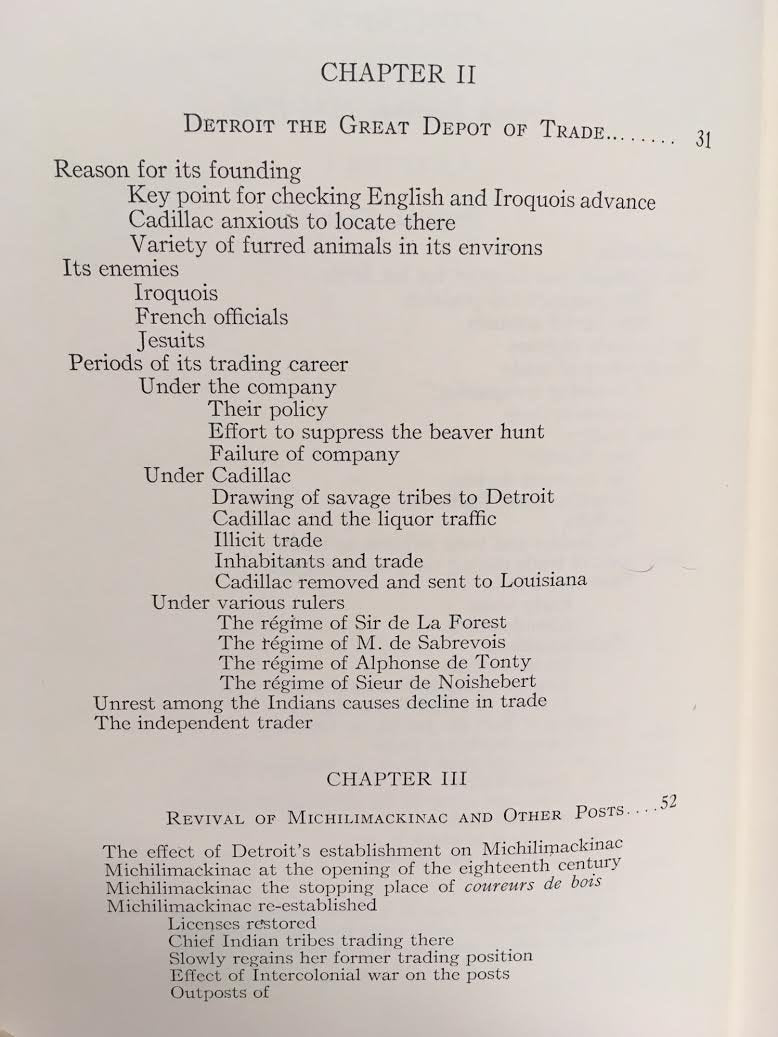 CHAPTER II
DETROIT THE GREAT DEPOT OF TRADE........ 31
Reason for its founding
Key point for checking English and Iroquois advance
Cadillac anxious to locate there
Variety of furred animals in its environs
Its enemies
Iroquois
French officials
Jesuits
Periods of its trading career
Under the company
Their policy
Effort to suppress the beaver hunt
Failure of company
Under Cadillac
Drawing of savage tribes to Detroit
Cadillac and the liquor traffic
Illicit trade
Inhabitants and trade
Cadillac removed and sent to Louisiana
Under various rulers
The régime of Sir de La Forest
The régime of M. de Sabrevois
The régime of Alphonse de Tonty
The régime of Sieur de Noishebert
Unrest among the Indians causes decline in trade
The independent trader
CHAPTER III
REVIVAL OF MICHILIMACKINAC AND OTHER POSTS.... 52
The effect of Detroit's establishment on Michilimackinac
Michilimackinac at the opening of the eighteenth century
Michilimackinac the stopping place of coureurs de bois
Michilimackinac re-established
Licenses restored
Chief Indian tribes trading there
Slowly regains her former trading position
Effect of Intercolonial war on the posts
Outposts of